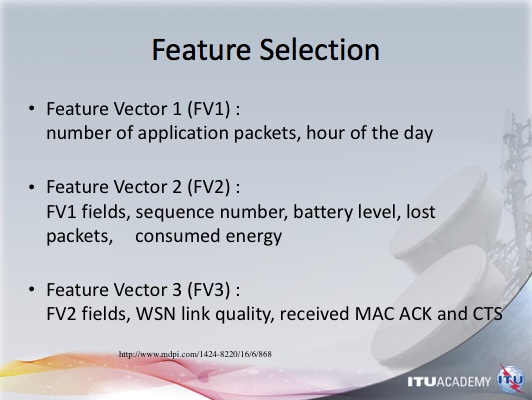 Feature Selection
• Feature Vector 1 (FV1) :
number of application packets, hour of the day
• Feature Vector 2 (FV2) :
FV1 fields, sequence number, battery level, lost
packets, consumed energy
• Feature Vector 3 (FV3) :
FV2 fields, WSN link quality, received MAC ACK and CTS
http://www.mdpi.com/1424-8220/16/6/868
ITUACADEMY ITU